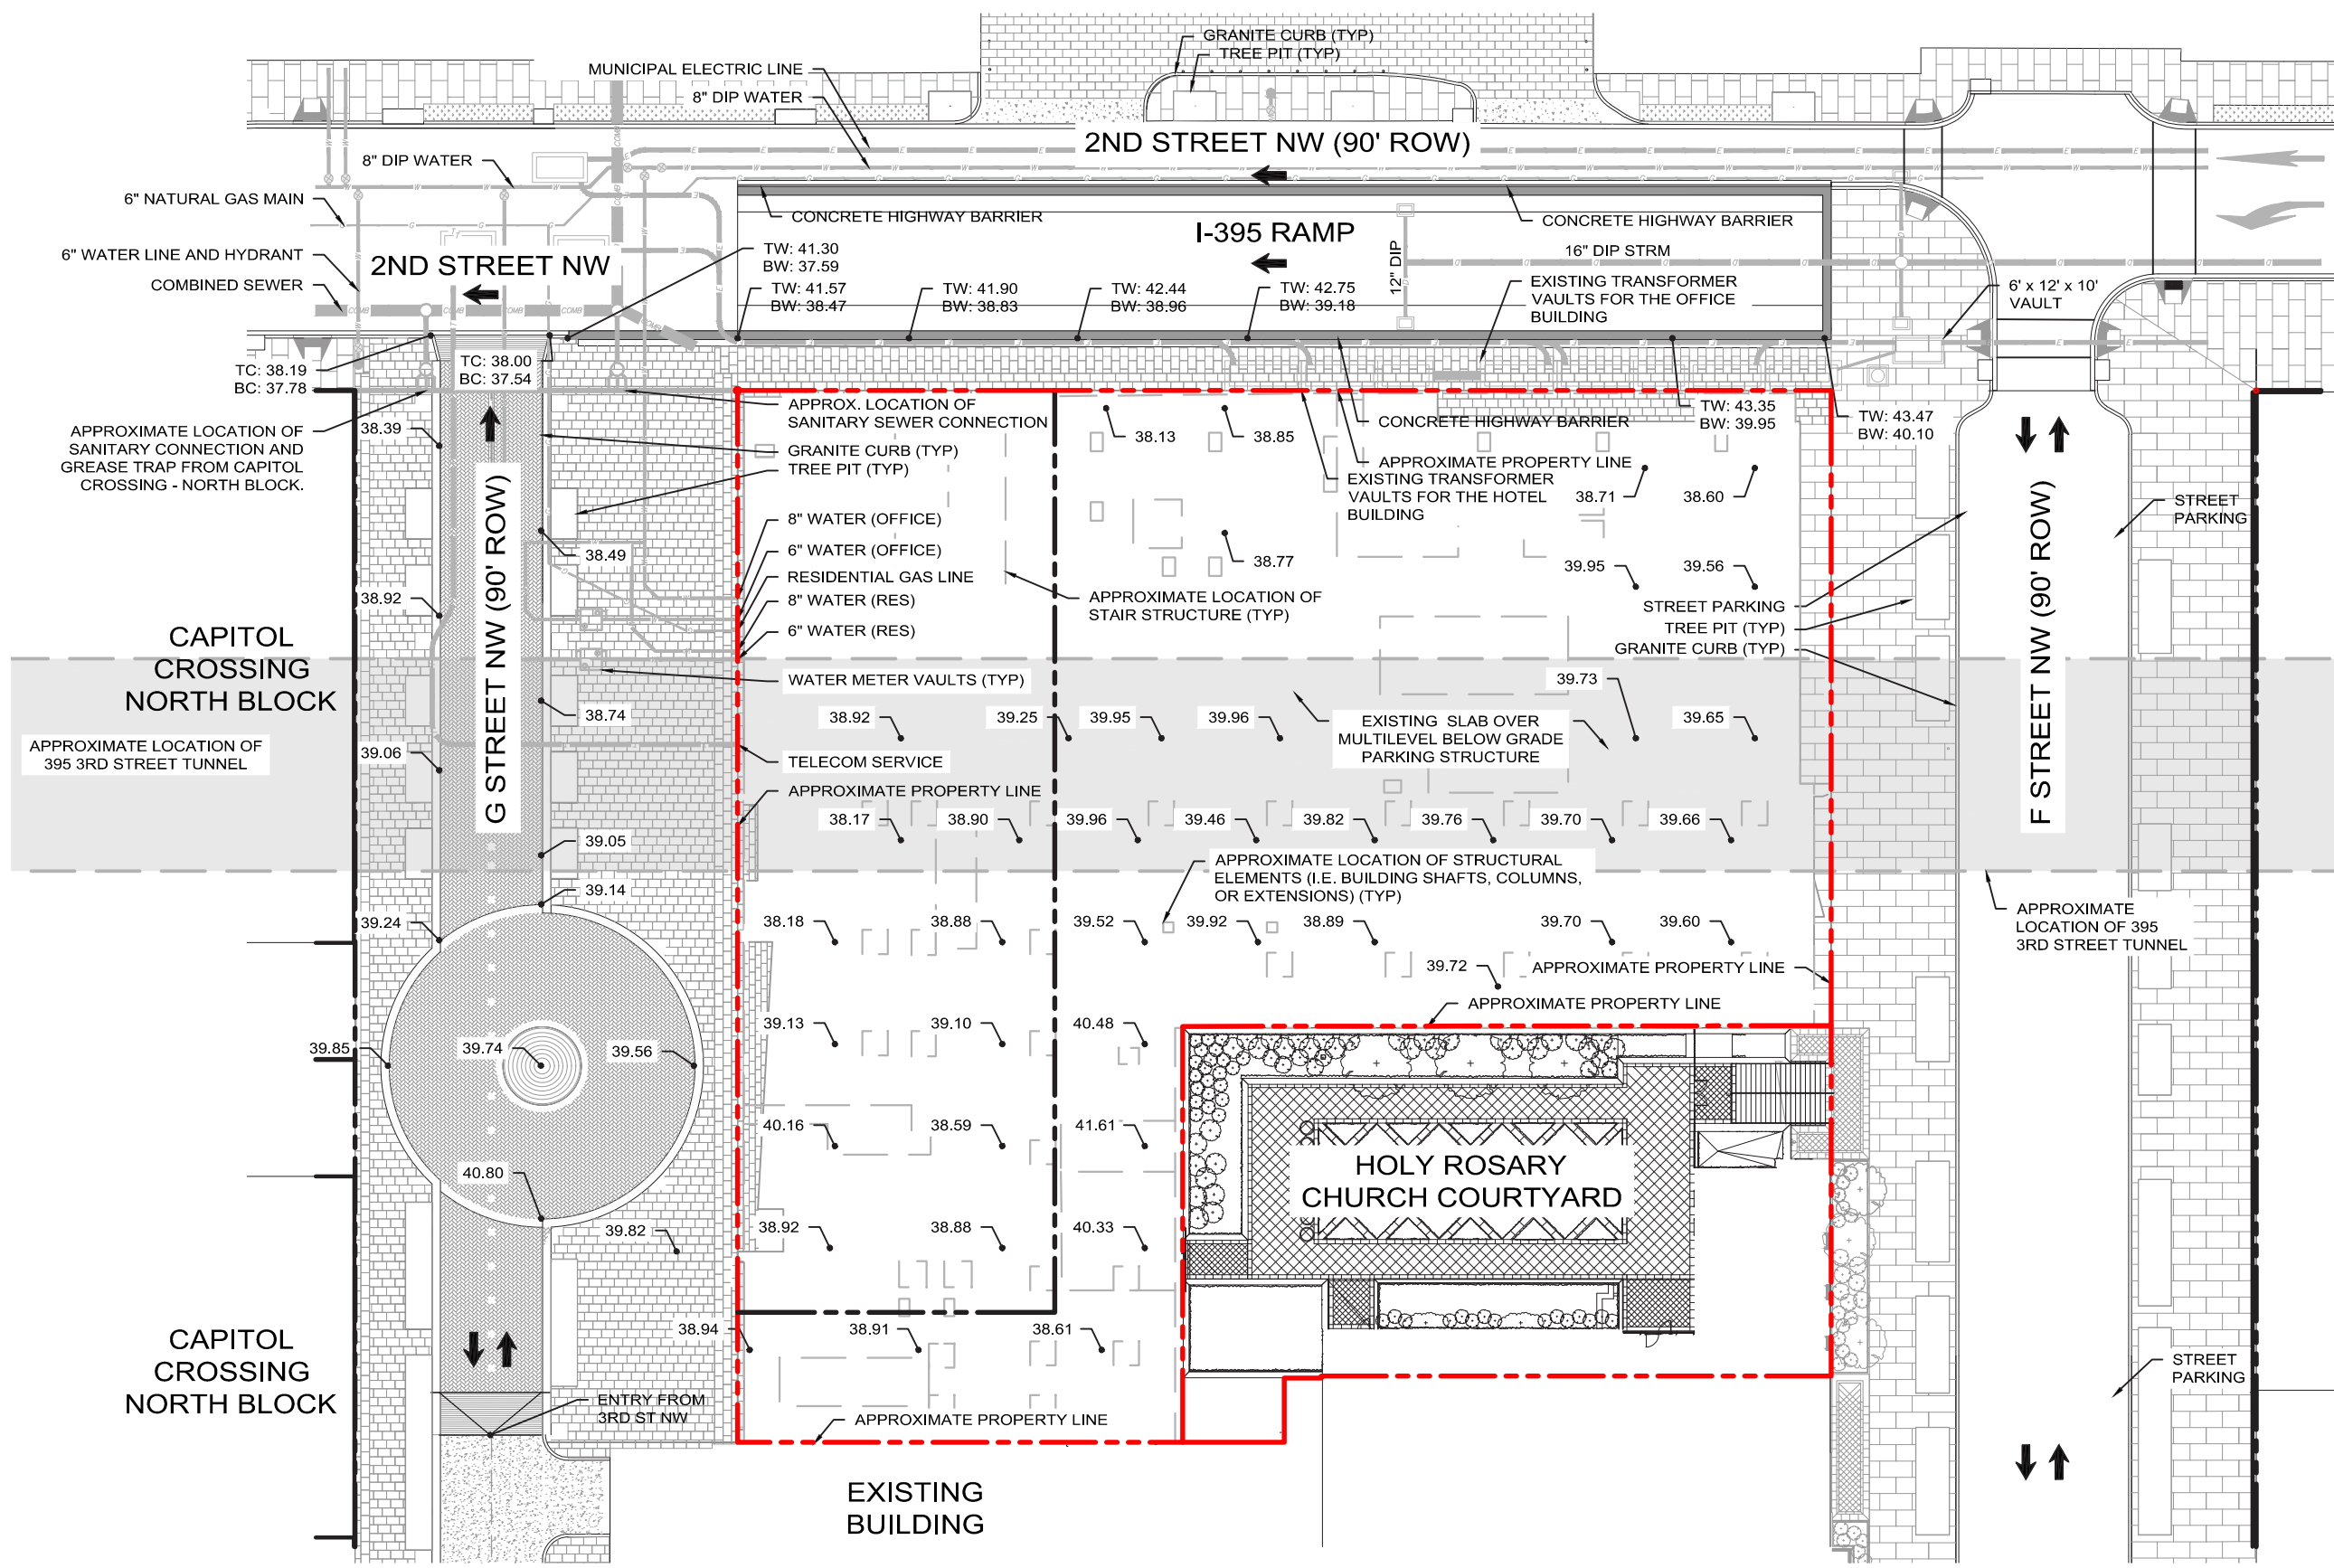 GRANITE CURB (TYP)
TREE PIT (TYP)
MUNICIPAL ELECTRIC LINE
8" DIP WATER
2ND STREET NW (90' ROW)
8" DIP WATER
6" NATURAL GAS MAIN
6" WATER LINE AND HYDRANT
COMBINED SEWER
2ND STREET NW
CONCRETE HIGHWAY BARRIER
I-395 RAMP
CONCRETE HIGHWAY BARRIER
12" DIP
16" DIP STRM
EXISTING TRANSFORMER
VAULTS FOR THE OFFICE
BUILDING
6' x 12' x 10'
VAULT
TW: 41.30
BW: 37.59
TW: 41.57
BW: 38.47
TW: 41.90
BW: 38.83
TW: 42.44
BW: 38.96
TW: 42.75
BW: 39.18
TC: 38.19
BC: 37.78
TC: 38.00
BC: 37.54
APPROXIMATE LOCATION OF
SANITARY CONNECTION AND
GREASE TRAP FROM CAPITOL
CROSSING - NORTH BLOCK.
38.39
APPROX. LOCATION OF
SANITARY SEWER CONNECTION
GRANITE CURB (TYP)
TREE PIT (TYP)
38.13
38.85
CONCRETE HIGHWAY BARRIER
TW: 43.35
BW: 39.95
TW: 43.47
BW: 40.10
APPROXIMATE PROPERTY LINE
EXISTING TRANSFORMER
VAULTS FOR THE HOTEL
BUILDING
38.71
38.60
G STREET NW (90' ROW)
8" WATER (OFFICE)
6" WATER (OFFICE)
RESIDENTIAL GAS LINE
8" WATER (RES)
6" WATER (RES)
38.49
38.92
38.77
APPROXIMATE LOCATION OF
STAIR STRUCTURE (TYP)
39.95
39.56
STREET PARKING
TREE PIT (TYP)
GRANITE CURB (TYP)
STREET
PARKING
F STREET NW (90' ROW)
CAPITOL
CROSSING
NORTH BLOCK
WATER METER VAULTS (TYP)
38.74
38.92
39.25
39.95
39.96
39.73
39.65
EXISTING SLAB OVER
MULTILEVEL BELOW GRADE
PARKING STRUCTURE
APPROXIMATE LOCATION OF
395 3RD STREET TUNNEL
39.06
TELECOM SERVICE
APPROXIMATE PROPERTY LINE
38.17
38.90
39.96
39.46
39.82
39.76
39.70
39.66
39.05
39.14
APPROXIMATE LOCATION OF STRUCTURAL
ELEMENTS (I.E. BUILDING SHAFTS, COLUMNS,
OR EXTENSIONS) (TYP)
39.24
38.18
38.88
39.52
39.92
38.89
39.70
39.60
APPROXIMATE
LOCATION OF 395
3RD STREET TUNNEL
39.72
APPROXIMATE PROPERTY LINE
APPROXIMATE PROPERTY LINE
39.85
39.74
39.56
39.13
39.10
40.48
40.16
38.59
41.61
40.80
HOLY ROSARY
CHURCH COURTYARD
39.82
38.92
38.88
40.33
38.94
38.91
38.61
CAPITOL
CROSSING
NORTH BLOCK
ENTRY FROM
3RD ST NW
APPROXIMATE PROPERTY LINE
STREET
PARKING
EXISTING
BUILDING